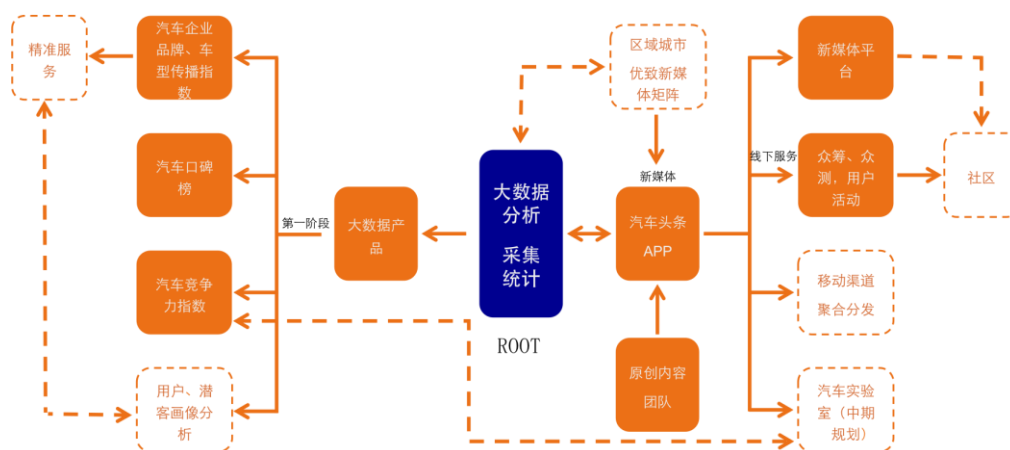 精准服
务
汽车企业
品牌、车
型传播指
数
汽车口碑
榜
汽车竞争
力指数
用户、潜
客画像分
析
第一阶段
大数据产
品
大数据
分析
采集
统计
ROOT
区域城市
优致新媒
体矩阵
新媒体
汽车头条
APP
原创内容
团队
线下服务
新媒体平
台
众筹、众
测，用户
活动
社区
移动渠道
聚合分发
汽车实验
室（中期
规划）